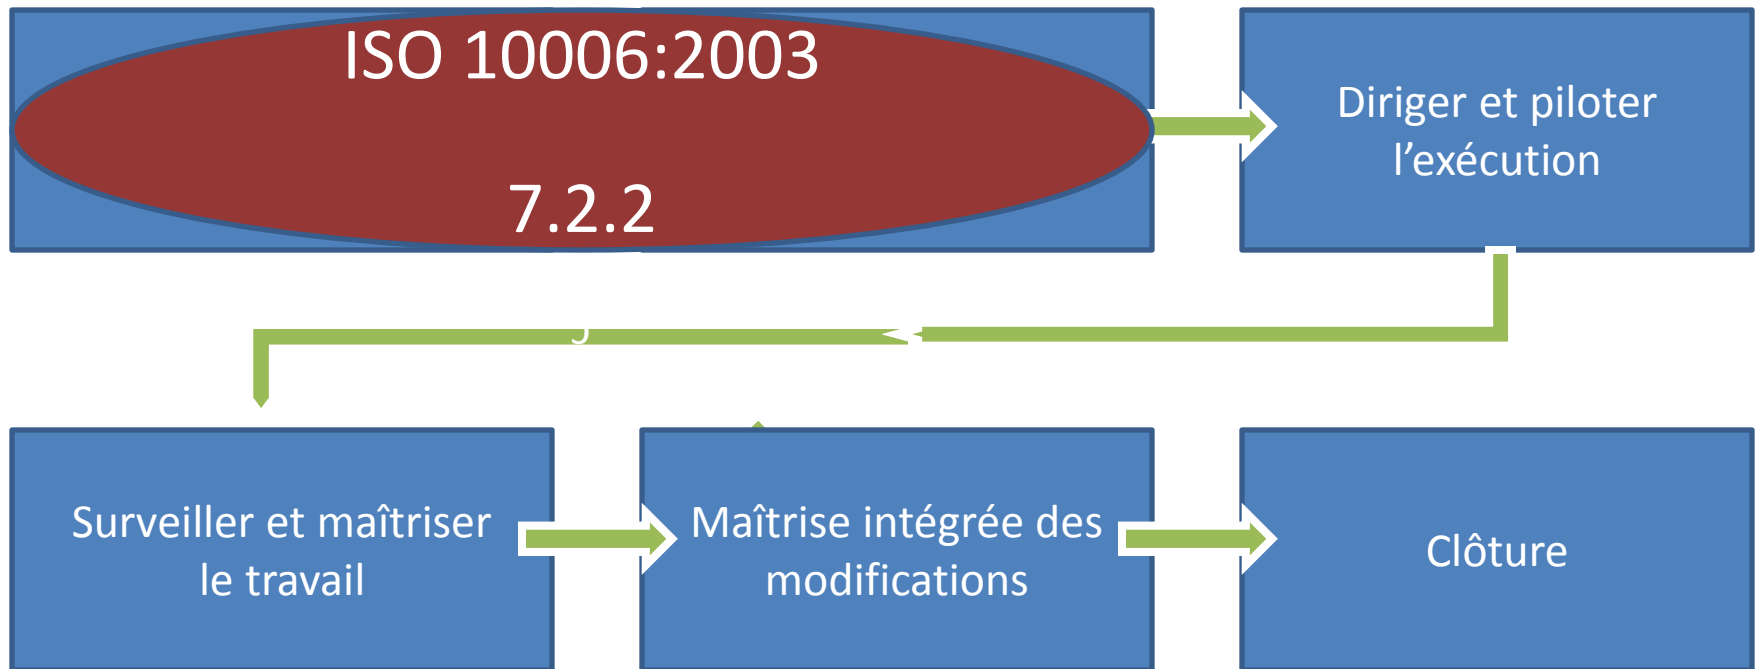 ISO 10006:2003
7.2.2
Diriger et piloter
l’exécution
Surveiller et maîtriser
le travail
Maîtrise intégrée des
modifications
Clôture